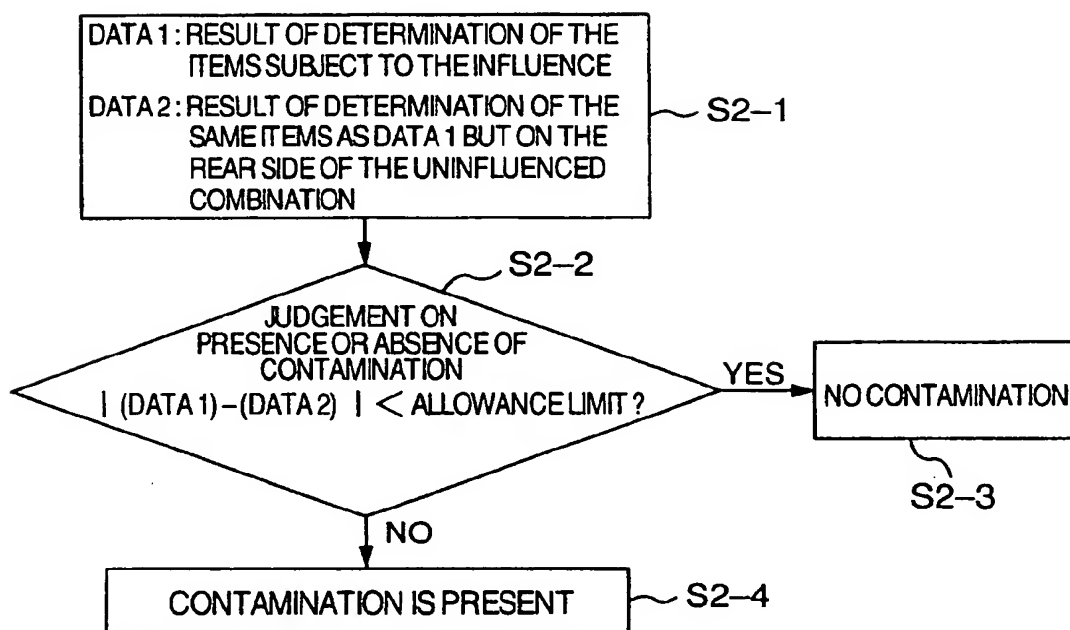 DATA 1 : RESULT OF DETERMINATION OF THE
ITEMS SUBJECT TO THE INFLUENCE
DATA 2 : RESULT OF DETERMINATION OF THE
SAME ITEMS AS DATA 1 BUT ON THE
REAR SIDE OF THE UNINFLUENCED
COMBINATION
S2-1
S2-2
JUDGEMENT ON
PRESENCE OR ABSENCE OF
CONTAMINATION
| (DATA 1) - (DATA 2) | < ALLOWANCE LIMIT ?
YES
NO CONTAMINATION
S2-3
NO
CONTAMINATION IS PRESENT
S2-4